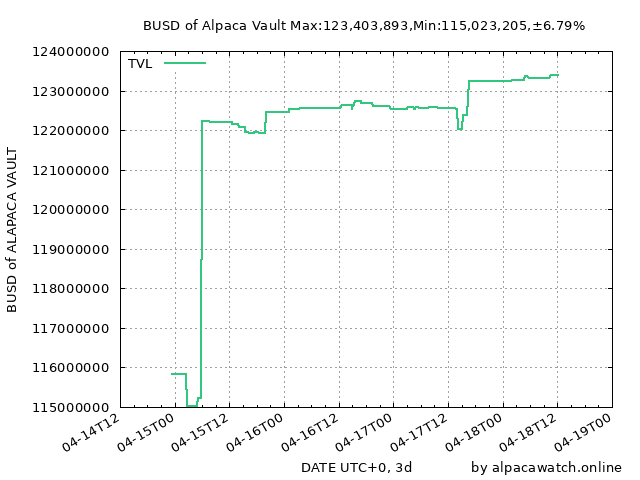 BUSD of Alpaca Vault Max:123,403,893,Min:115,023,205,±6.79%
TVL
124000000
123000000
122000000
121000000
120000000
119000000
118000000
117000000
116000000
115000000
BUSD of ALAPACA VAULT
04-14T12
04-15T00
04-15T12
04-16T00
04-16T12
04-17T00
04-17T12
04-18T00
04-18T12
04-19T00
DATE UTC+0, 3d
by alpacawatch.online